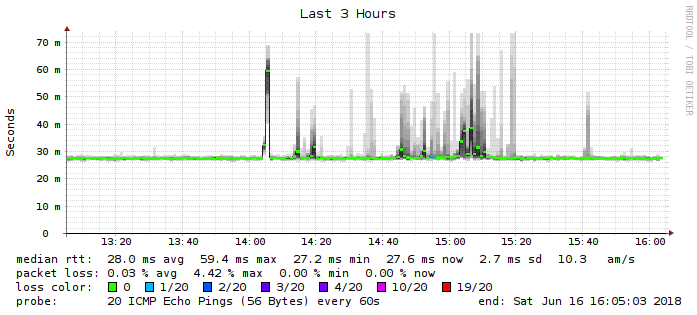 Last 3 Hours
RRDTOOL / TOBI OETIKER
Seconds
70 m
60 m
50 m
40 m
30 m
20 m
10 m
0
13:20 13:40 14:00 14:20 14:40 15:00 15:20 15:40 16:00
median rtt: 28.0 ms avg 59.4 ms max 27.2 ms min 27.6 ms now 2.7 ms sd 10.3 am/s
packet loss: 0.03 % avg 4.42 % max 0.00 % min 0.00 % now
loss color: 0 1/20 2/20 3/20 4/20 10/20 19/20
probe: 20 ICMP Echo Pings (56 Bytes) every 60s end: Sat Jun 16 16:05:03 2018